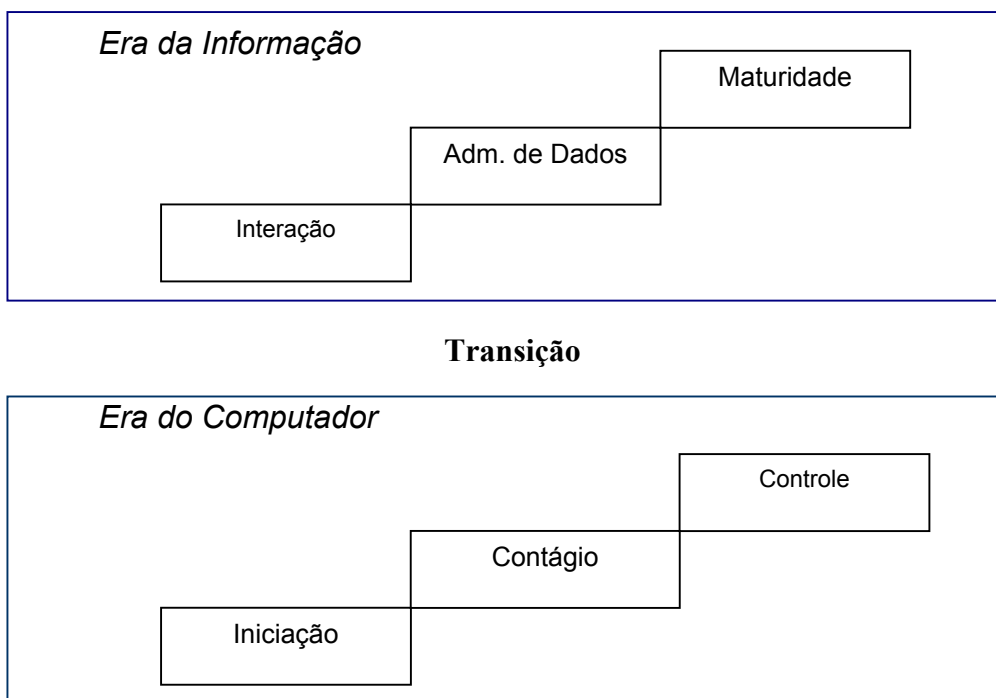 Era da Informação
Maturidade
Adm. de Dados
Interação
Transição
Era do Computador
Controle
Contágio
Iniciação